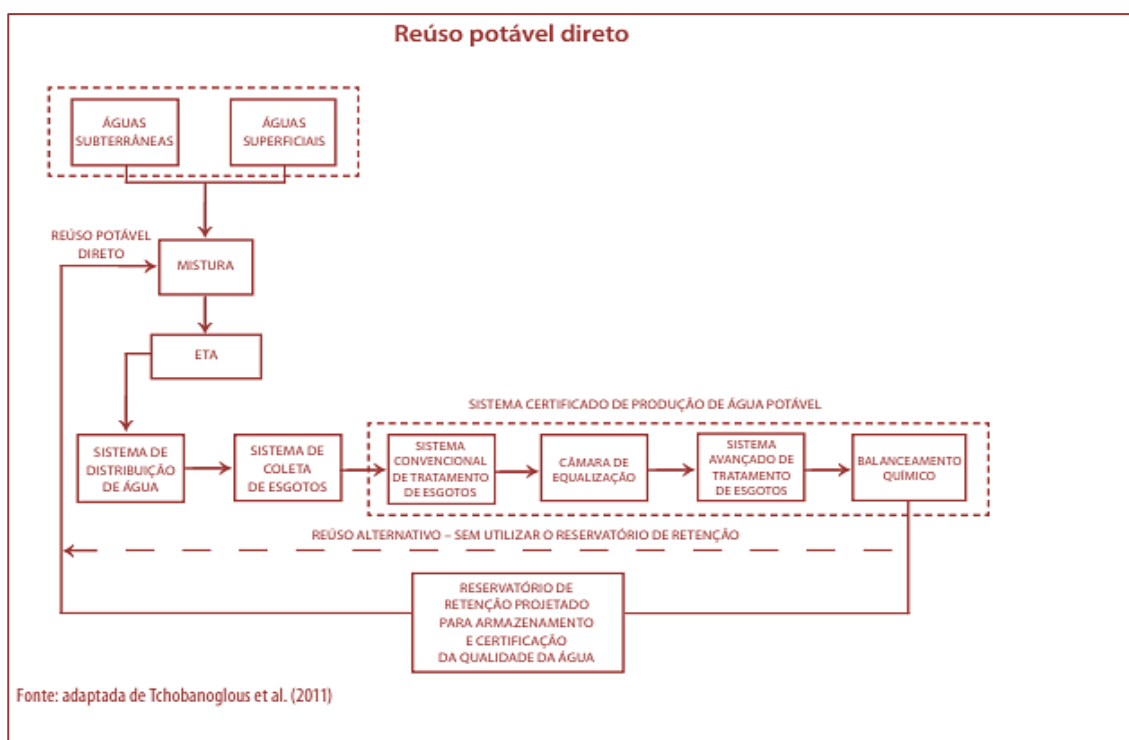 Reúso potável direto
ÁGUAS
SUBTERRÂNEAS
ÁGUAS
SUPERFICIAIS
REÚSO POTÁVEL
DIRETO
MISTURA
ETA
SISTEMA CERTIFICADO DE PRODUÇÃO DE ÁGUA POTÁVEL
SISTEMA DE
DISTRIBUIÇÃO
DE ÁGUA
SISTEMA DE
COLETA
DE ESGOTOS
SISTEMA
CONVENCIONAL
DE TRATAMENTO
DE ESGOTOS
CÂMARA DE
EQUALIZAÇÃO
SISTEMA
AVANÇADO DE
TRATAMENTO DE
ESGOTOS
BALANCEAMENTO
QUÍMICO
REÚSO ALTERNATIVO – SEM UTILIZAR O RESERVATÓRIO DE RETENÇÃO
RESERVATÓRIO DE
RETENÇÃO PROJETADO
PARA ARMAZENAMENTO
E CERTIFICAÇÃO
DA QUALIDADE DA ÁGUA
Fonte: adaptada de Tchobanoglous et al. (2011)